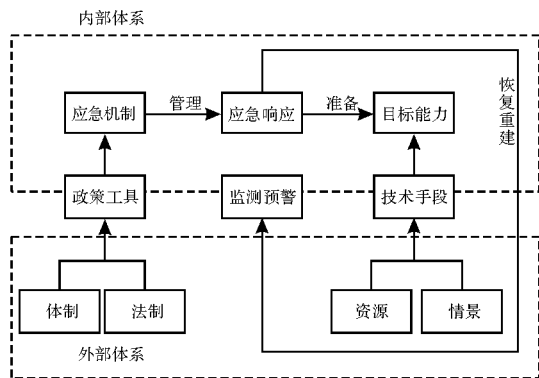 内部体系
应急机制
管理
应急响应
准备
目标能力
恢复重建
政策工具
监测预警
技术手段
体制
法制
资源
情景
外部体系